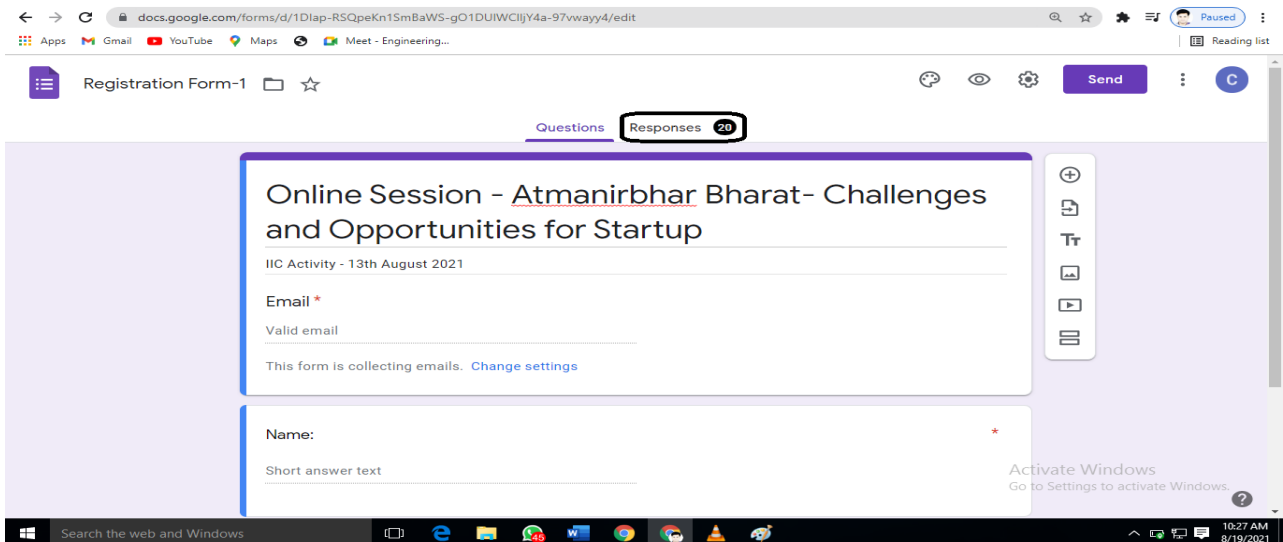 docs.google.com/forms/d/1DIap-RSQpeKn1SmBaWS-gO1DUIWCIIjY4a-97vwayy4/edit
Paused
Apps
Gmail
YouTube
Maps
Meet - Engineering...
Reading list
Registration Form-1
Send
C
Questions
Responses 20
Online Session - Atmanirbhar Bharat- Challenges
and Opportunities for Startup
IIC Activity - 13th August 2021
Email *
Valid email
This form is collecting emails. Change settings
Name:
*
Short answer text
Activate Windows
Go to Settings to activate Windows.
Search the web and Windows
45
10:27 AM
8/19/2021